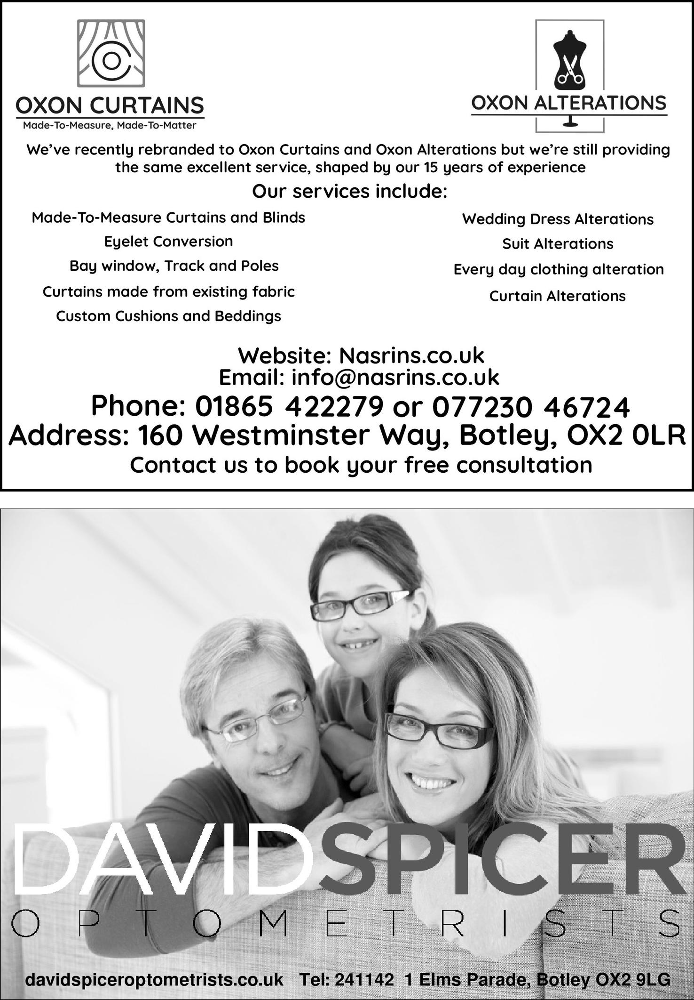 OXON CURTAINS
Made-To-Measure, Made-To-Matter
OXON ALTERATIONS
We've recently rebranded to Oxon Curtains and Oxon Alterations but we're still providing
the same excellent service, shaped by our 15 years of experience
Our services include:
Made-To-Measure Curtains and Blinds
Eyelet Conversion
Bay window, Track and Poles
Curtains made from existing fabric
Custom Cushions and Beddings
Wedding Dress Alterations
Suit Alterations
Every day clothing alteration
Curtain Alterations
Website: Nasrins.co.uk
Email: info@nasrins.co.uk
Phone: 01865 422279 or 077230 46724
Address: 160 Westminster Way, Botley, OX2 0LR
Contact us to book your free consultation
DAVIDSPICER
OPTOMETRISTS
davidspiceroptometrists.co.uk Tel: 241142 1 Elms Parade, Botley OX2 9LG